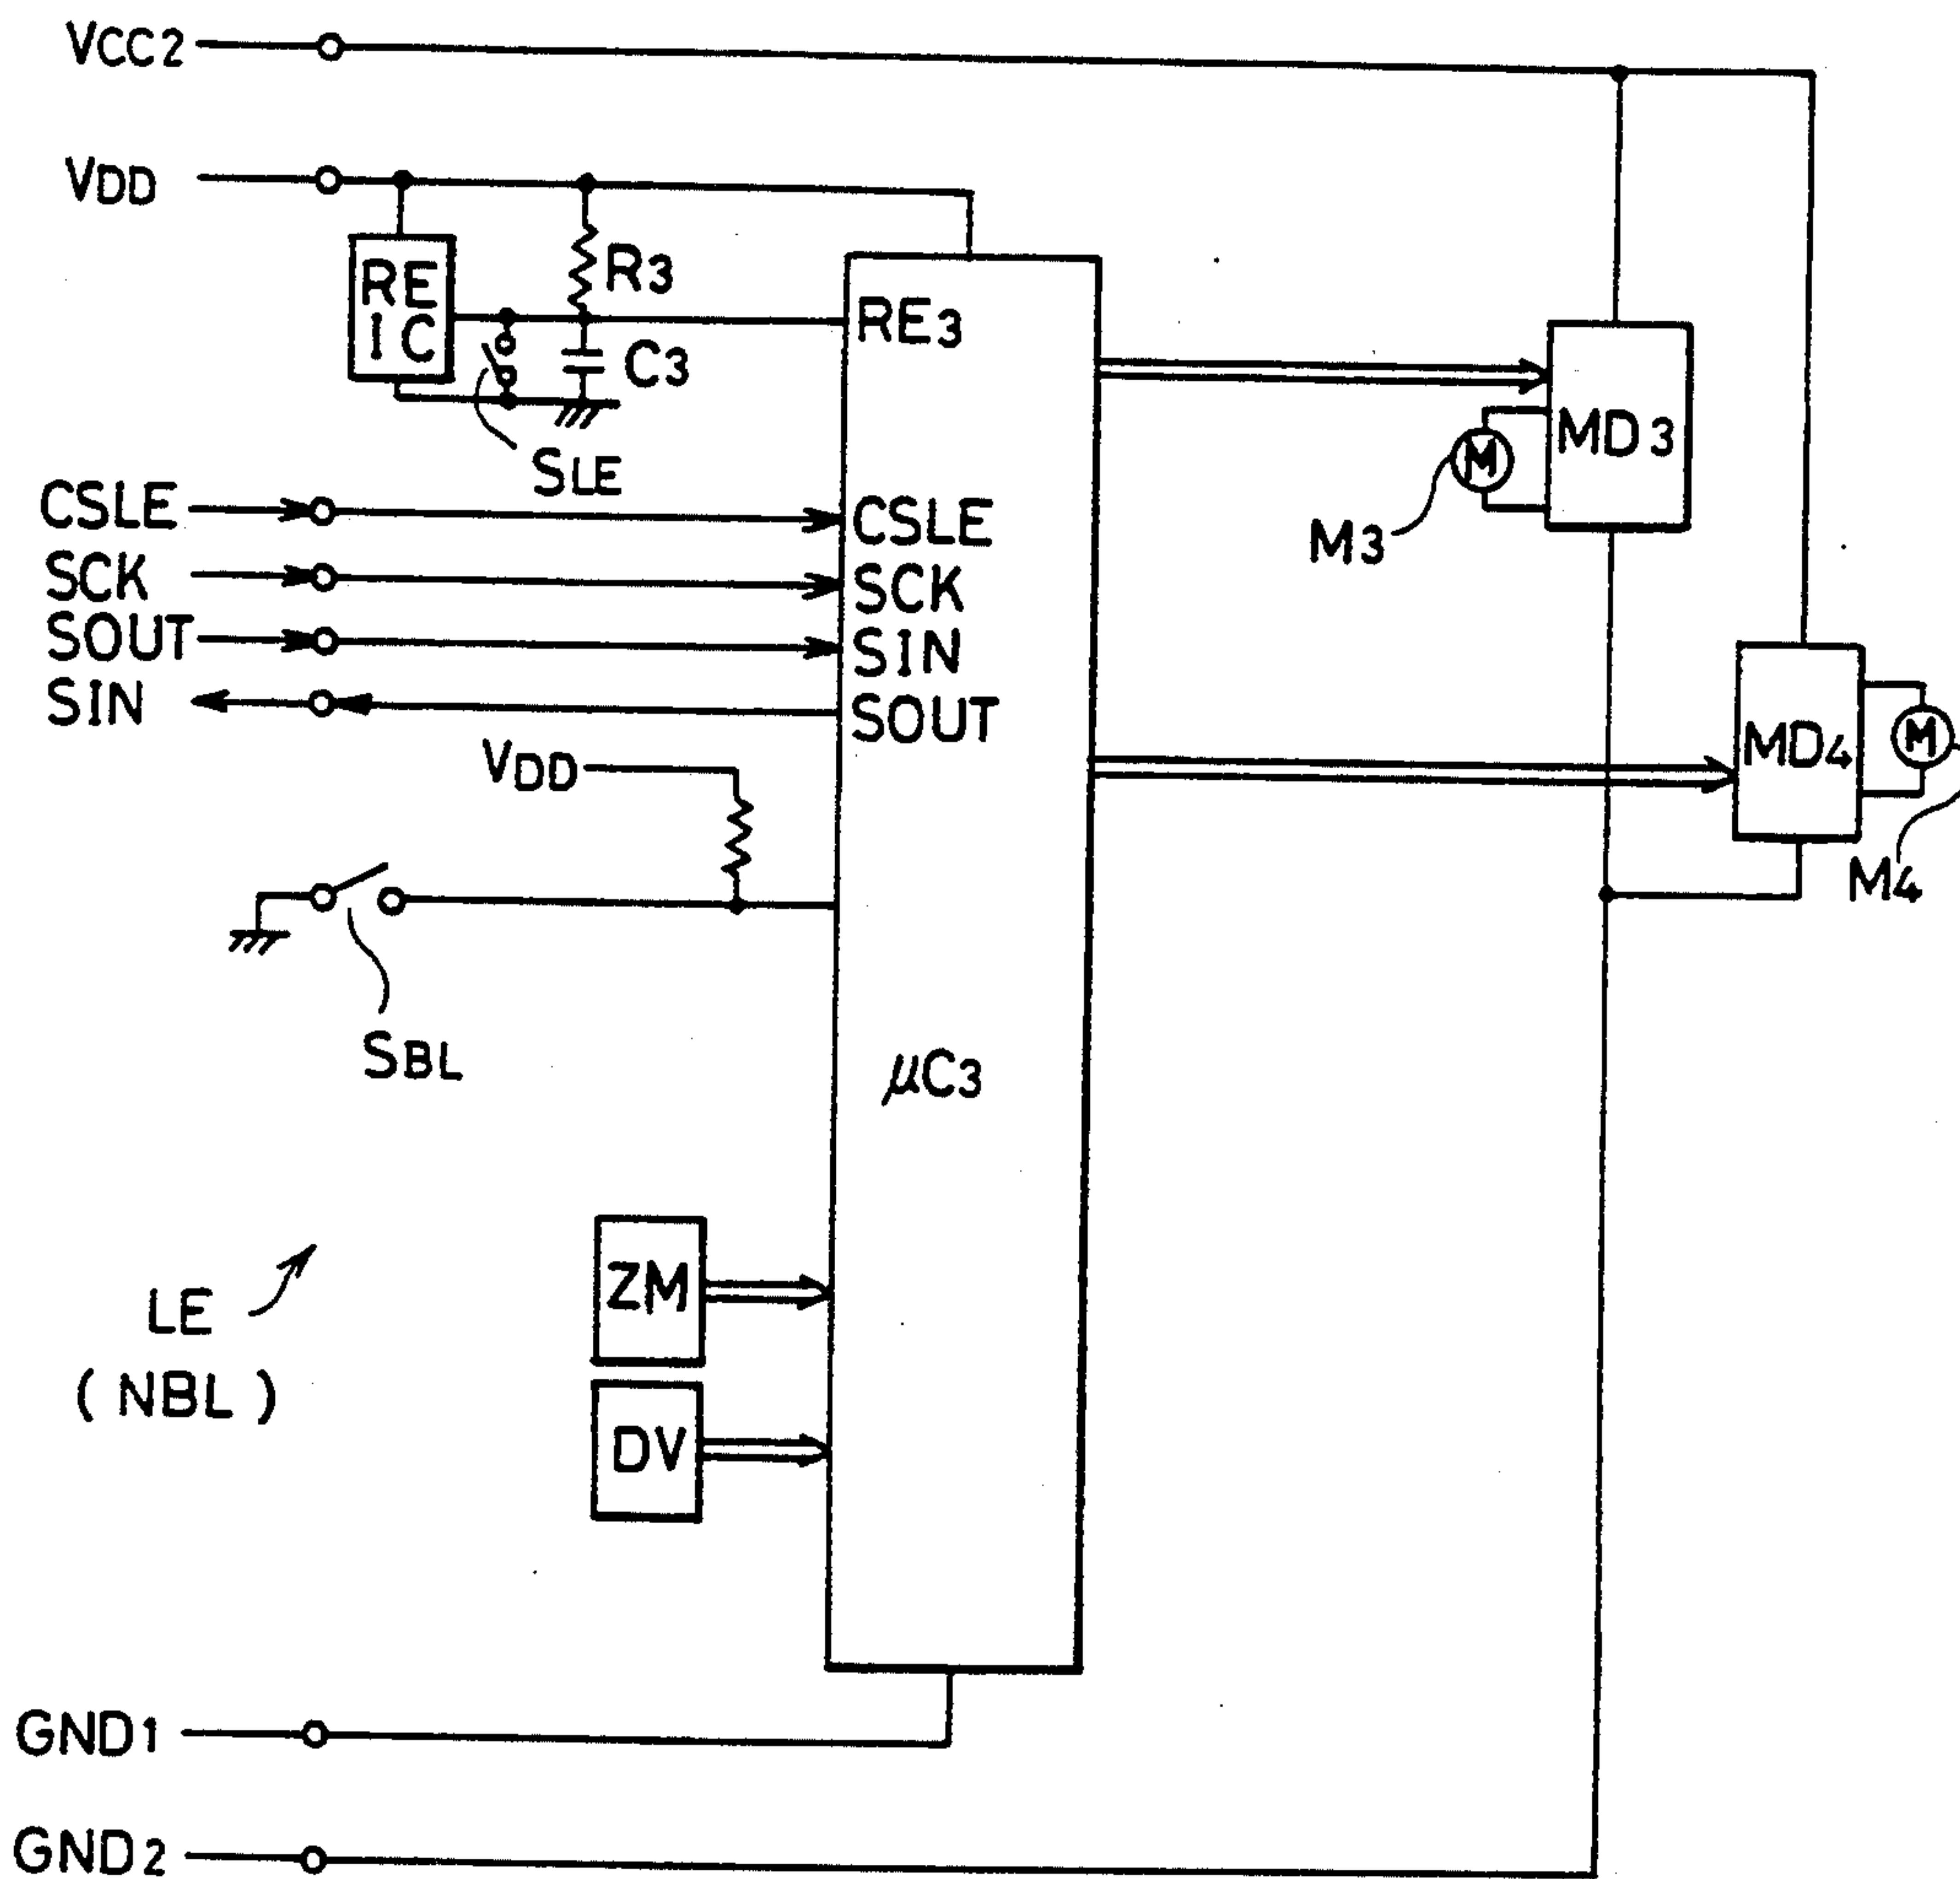 VCC2
VDD
RE
IC
R3
C3
RE3
SLE
CSLE
SCK
SOUT
SIN
CSLE
SCK
SIN
SOUT
VDD
SBL
μC3
MD3
M
M3
MD4
M
M4
ZM
DV
LE
(NBL)
GND1
GND2